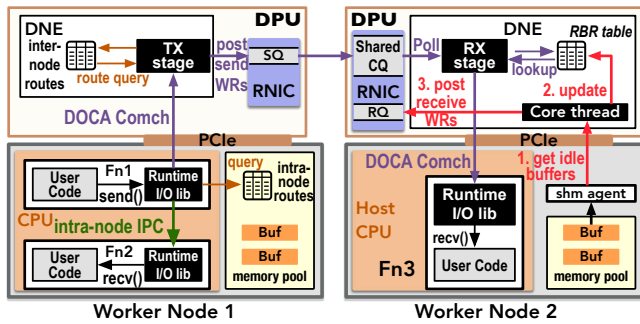 DNE
DPU
inter-
node
routes
route query
TX
stage
post
send
WRs
SQ
RNIC
DOCA Comch
PCIe
User
Code
Fn1
send()
Runtime
I/O lib
query
intra-
node
routes
CPU
intra-node IPC
User
Code
Fn2
recv()
Runtime
I/O lib
Buf
Buf
memory pool
Worker Node 1
DPU
DNE
RBR table
Shared
CQ
Poll
RX
stage
lookup
RNIC
RQ
3. post
receive
WRs
2. update
Core thread
PCIe
DOCA Comch
1. get idle
buffers
Host
CPU
Runtime
I/O lib
recv()
User Code
Fn3
shm agent
Buf
Buf
memory pool
Worker Node 2